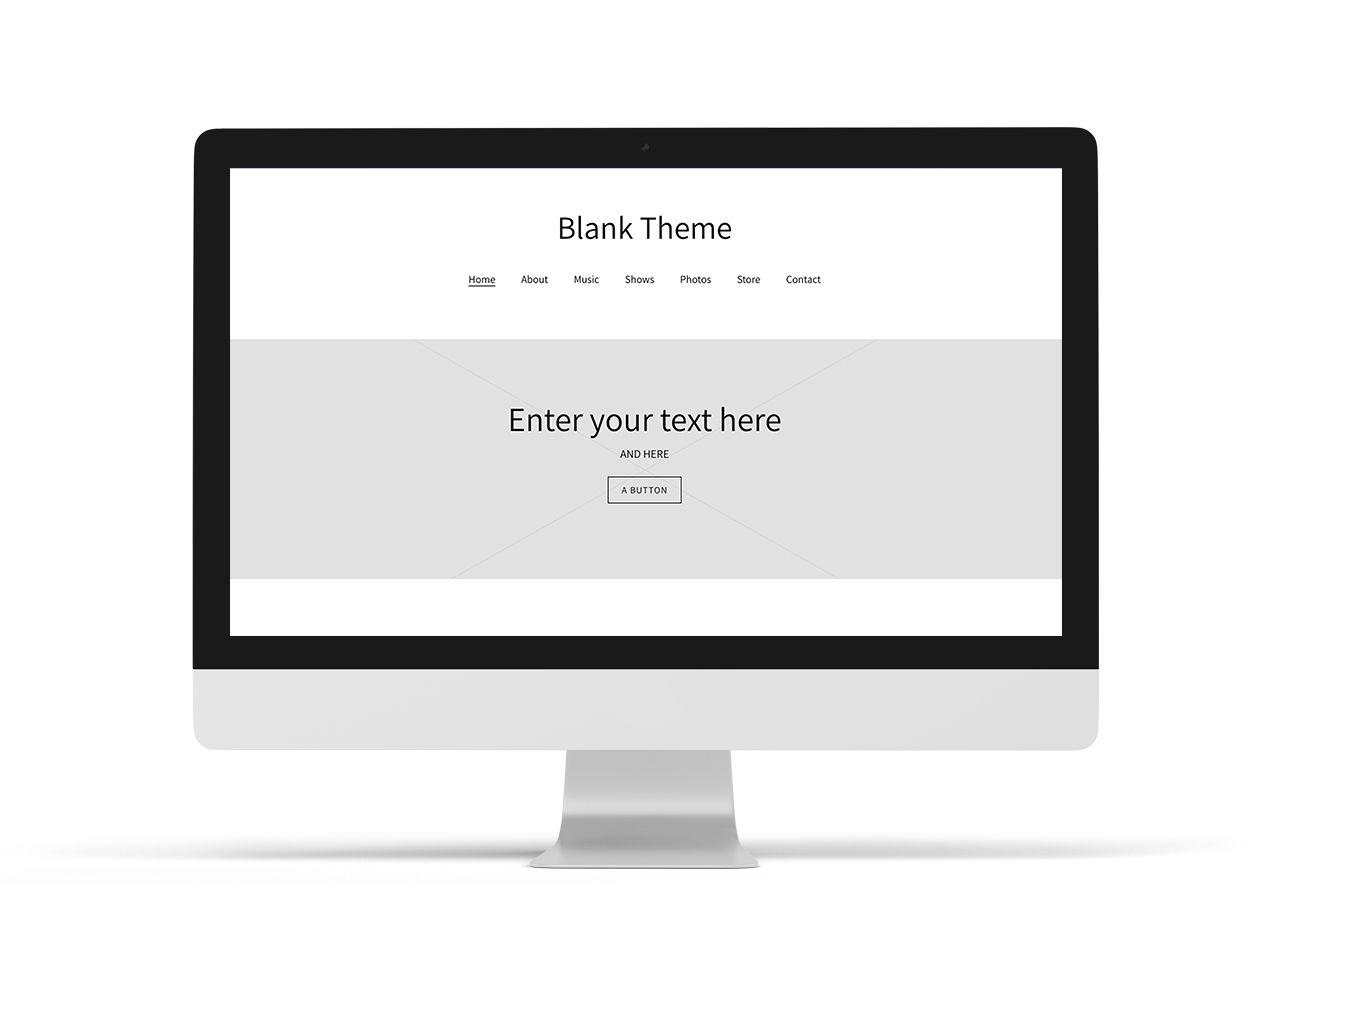 Blank Theme
Home About Music Shows Photos Store Contact
Enter your text here
AND HERE
A BUTTON